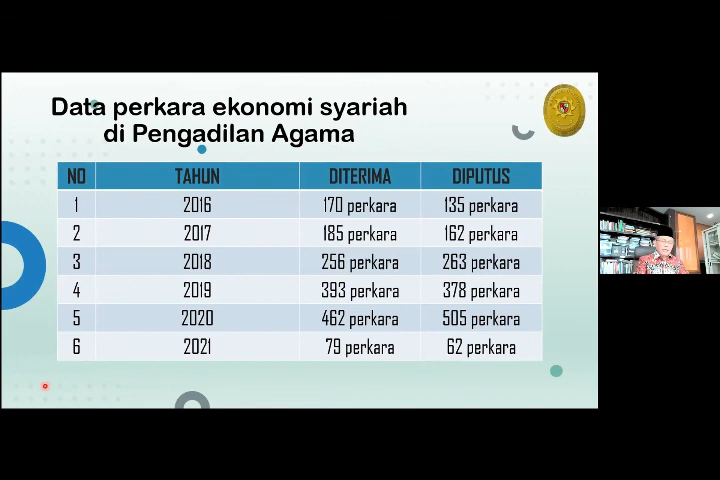 Data perkara ekonomi syariah
di Pengadilan Agama
NO TAHUN DITERIMA DIPUTUS
1 2016 170 perkara 135 perkara
2 2017 185 perkara 162 perkara
3 2018 256 perkara 263 perkara
4 2019 393 perkara 378 perkara
5 2020 462 perkara 505 perkara
6 2021 79 perkara 62 perkara